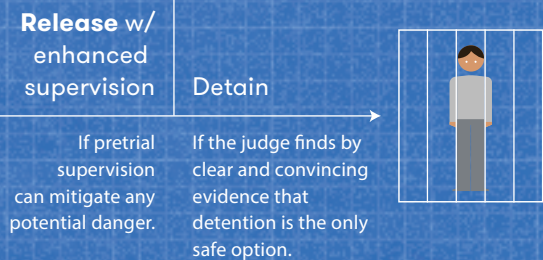 Release w/
enhanced
supervision
Detain
If pretrial
supervision
can mitigate any
potential danger.
If the judge finds by
clear and convincing
evidence that
detention is the only
safe option.